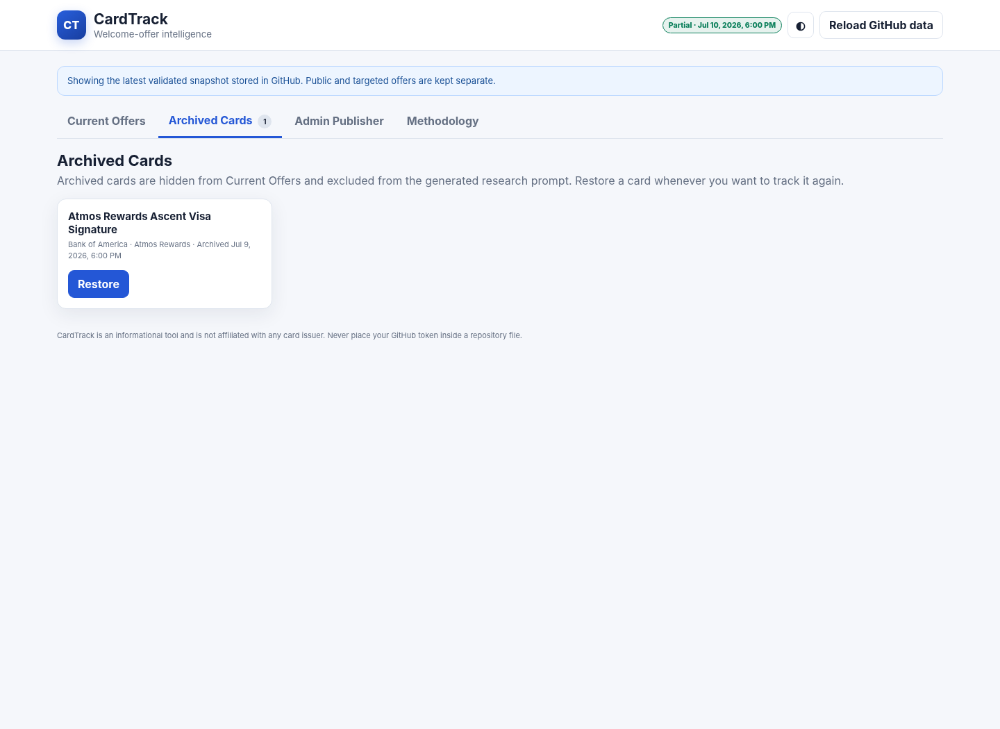 CT
CardTrack
Welcome-offer intelligence
Partial · Jul 10, 2026, 6:00 PM
Reload GitHub data
Showing the latest validated snapshot stored in GitHub. Public and targeted offers are kept separate.
Current Offers
Archived Cards 1
Admin Publisher
Methodology
Archived Cards
Archived cards are hidden from Current Offers and excluded from the generated research prompt. Restore a card whenever you want to track it again.
Atmos Rewards Ascent Visa
Signature
Bank of America · Atmos Rewards · Archived Jul 9,
2026, 6:00 PM
Restore
CardTrack is an informational tool and is not affiliated with any card issuer. Never place your GitHub token inside a repository file.